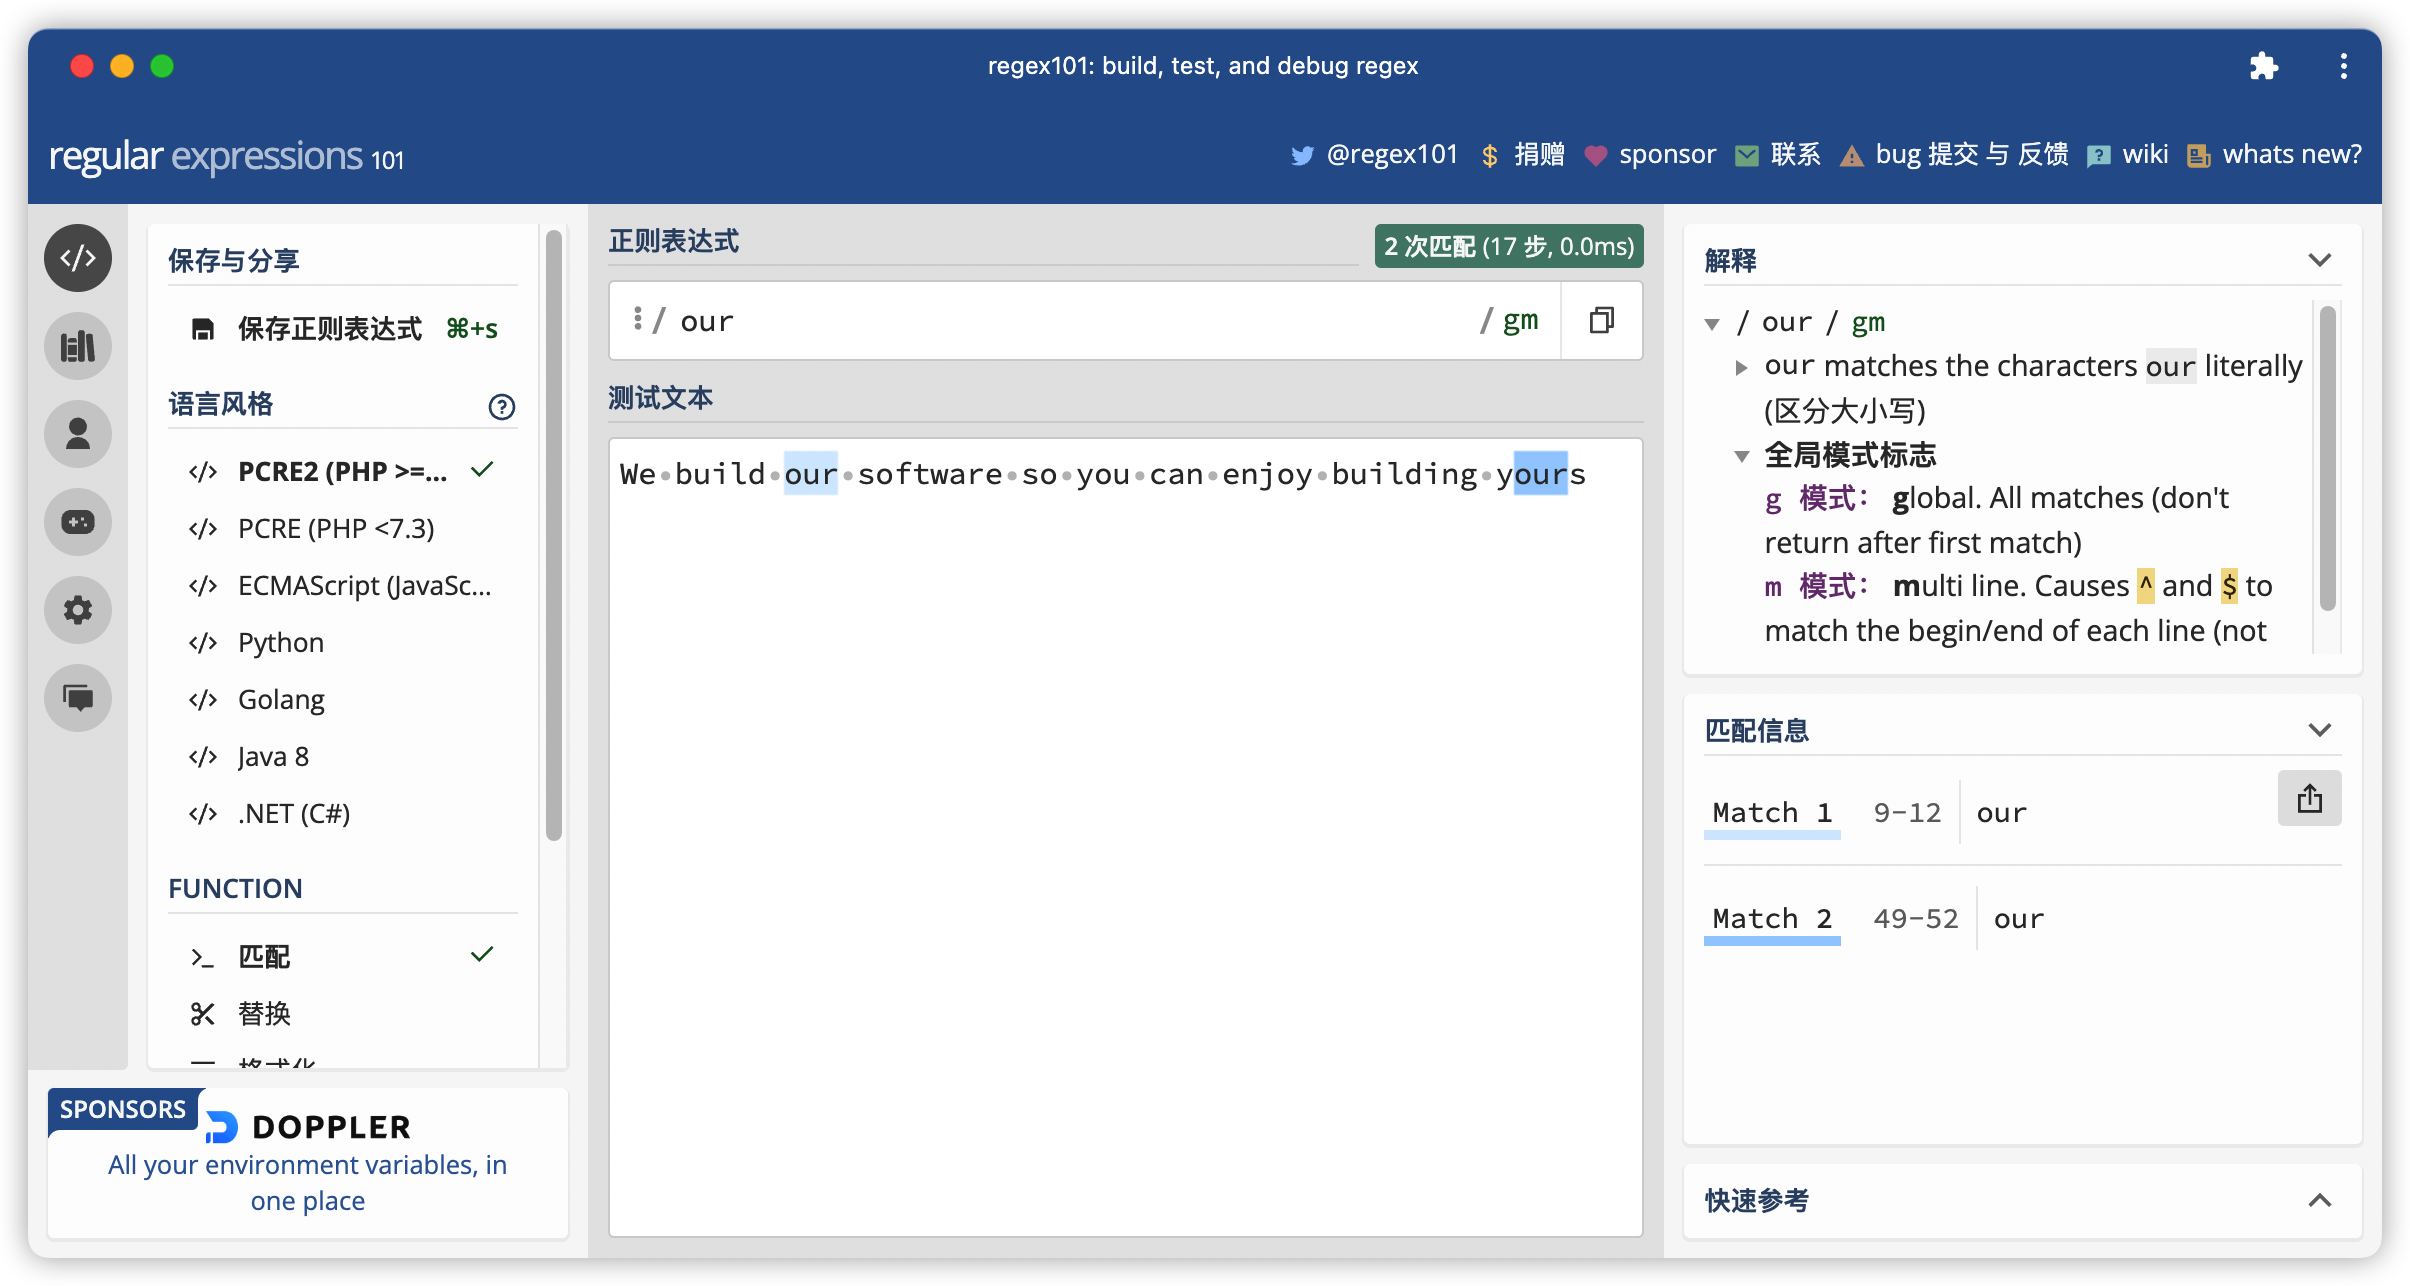 regex101: build, test, and debug regex
regular expressions 101
@regex101 $ 捐赠 sponsor 联系 bug 提交 与 反馈 wiki whats new?
保存与分享
保存正则表达式 ⌘+s
语言风格
</> PCRE2 (PHP >=...
</> PCRE (PHP <7.3)
</> ECMAScript (JavaSc...
</> Python
</> Golang
</> Java 8
</> .NET (C#)
FUNCTION
>_ 匹配
替换
格式化
SPONSORS
DOPPLER
All your environment variables, in
one place
正则表达式
2 次匹配 (17 步, 0.0ms)
/ our / gm
测试文本
We·build·our·software·so·you·can·enjoy·building·yours
解释
/ our / gm
our matches the characters our literally
(区分大小写)
全局模式标志
g 模式: global. All matches (don't
return after first match)
m 模式: multi line. Causes ^ and $ to
match the begin/end of each line (not
匹配信息
Match 1 9-12 our
Match 2 49-52 our
快速参考